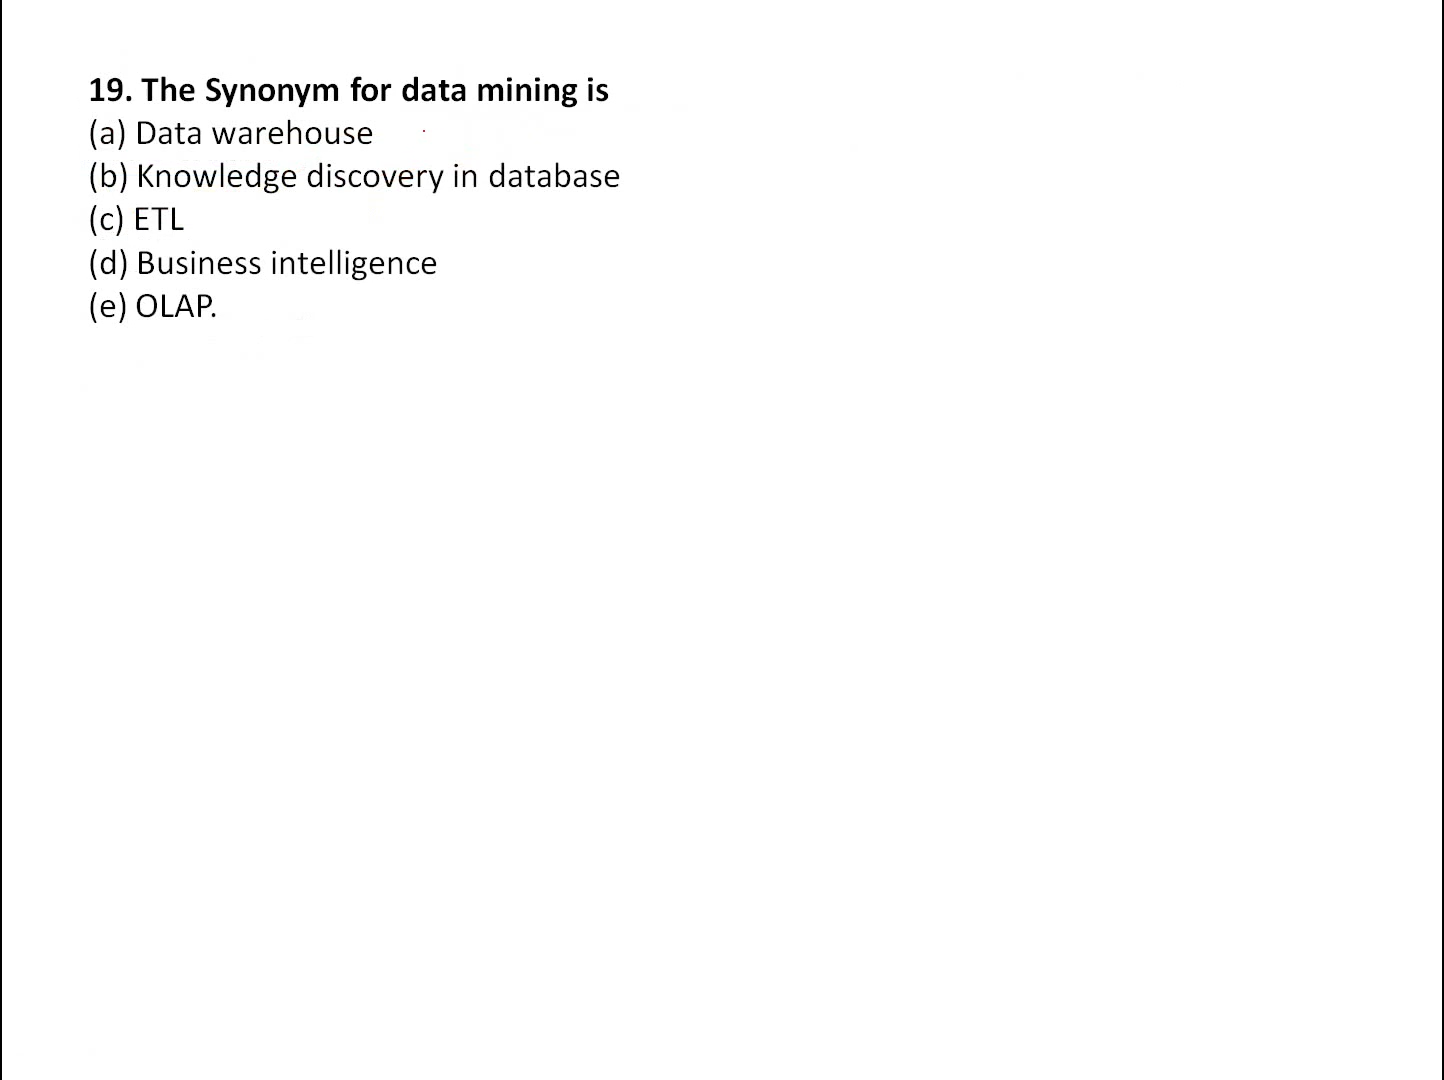 19. The Synonym for data mining is
(a) Data warehouse
(b) Knowledge discovery in database
(c) ETL
(d) Business intelligence
(e) OLAP.